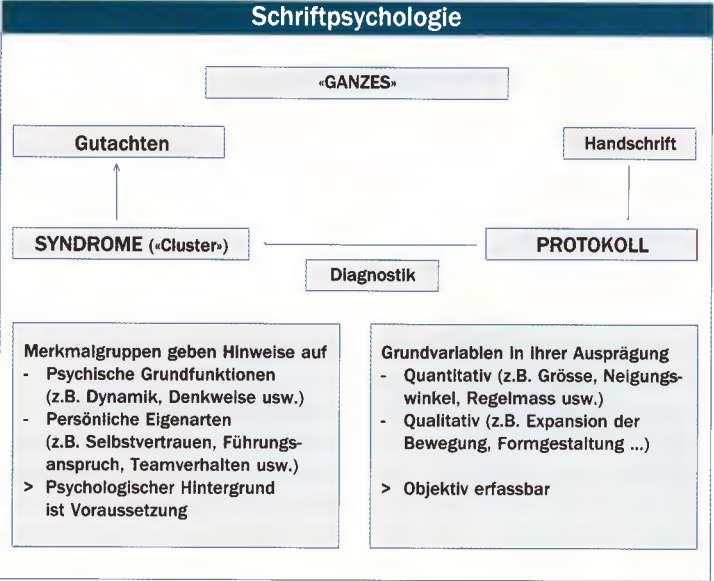 Schriftpsychologie
«GANZES»
Gutachten
Handschrift
SYNDROME («Cluster»)
PROTOKOLL
Diagnostik
Merkmalgruppen geben Hinweise auf
- Psychische Grundfunktionen
(z.B. Dynamik, Denkweise usw.)
- Persönliche Eigenarten
(z.B. Selbstvertrauen, Führungs-
anspruch, Teamverhalten usw.)
> Psychologischer Hintergrund
ist Voraussetzung
Grundvariablen in ihrer Ausprägung
- Quantitativ (z.B. Grösse, Neigungs-
winkel, Regelmass usw.)
- Qualitativ (z.B. Expansion der
Bewegung, Formgestaltung ...)
> Objektiv erfassbar